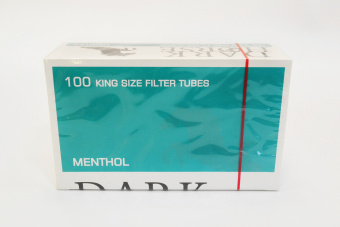 100 KING SIZE FILTER TUBES
MENTHOL
DARK